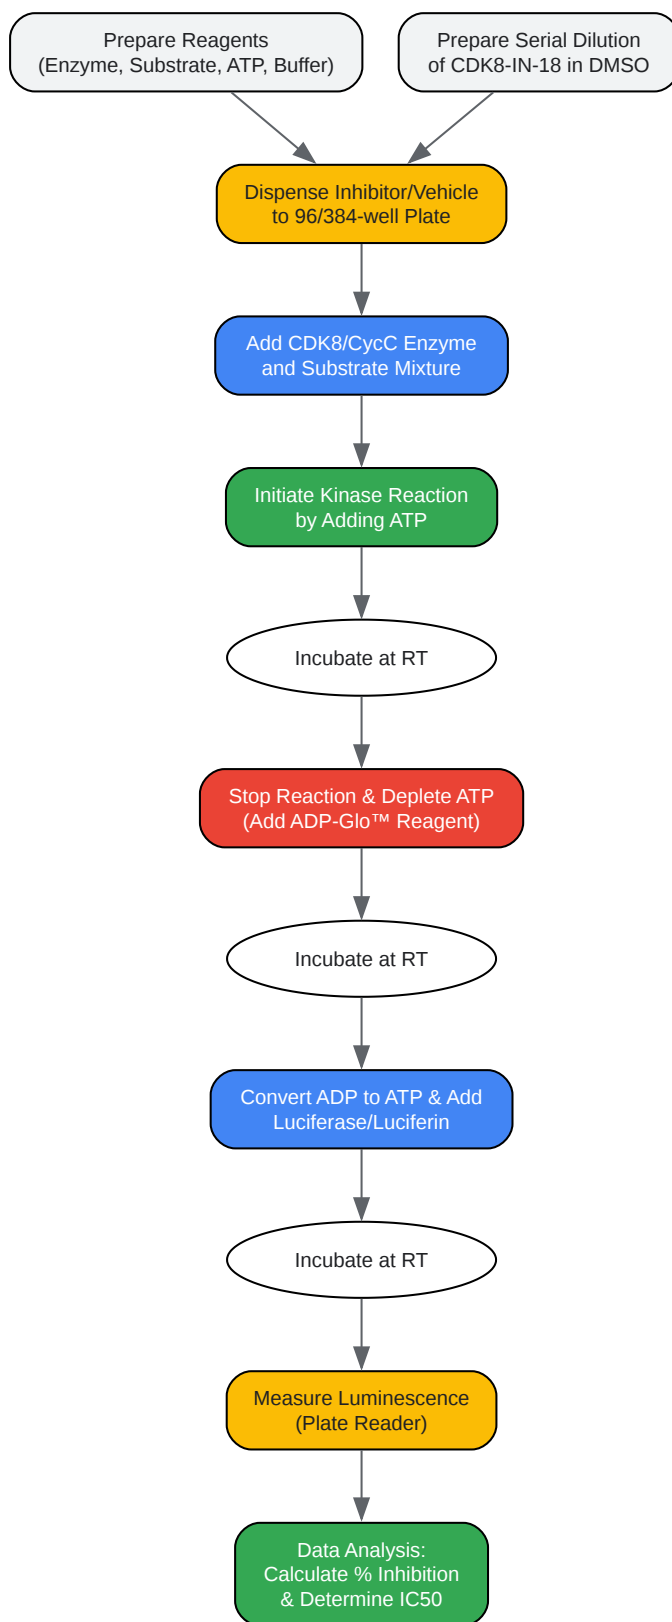 Prepare Reagents
(Enzyme, Substrate, ATP, Buffer)
Prepare Serial Dilution
of CDK8-IN-18 in DMSO
Dispense Inhibitor/Vehicle
to 96/384-well Plate
Add CDK8/CycC Enzyme
and Substrate Mixture
Initiate Kinase Reaction
by Adding ATP
Incubate at RT
Stop Reaction & Deplete ATP
(Add ADP-Glo™ Reagent)
Incubate at RT
Convert ADP to ATP & Add
Luciferase/Luciferin
Incubate at RT
Measure Luminescence
(Plate Reader)
Data Analysis:
Calculate % Inhibition
& Determine IC50